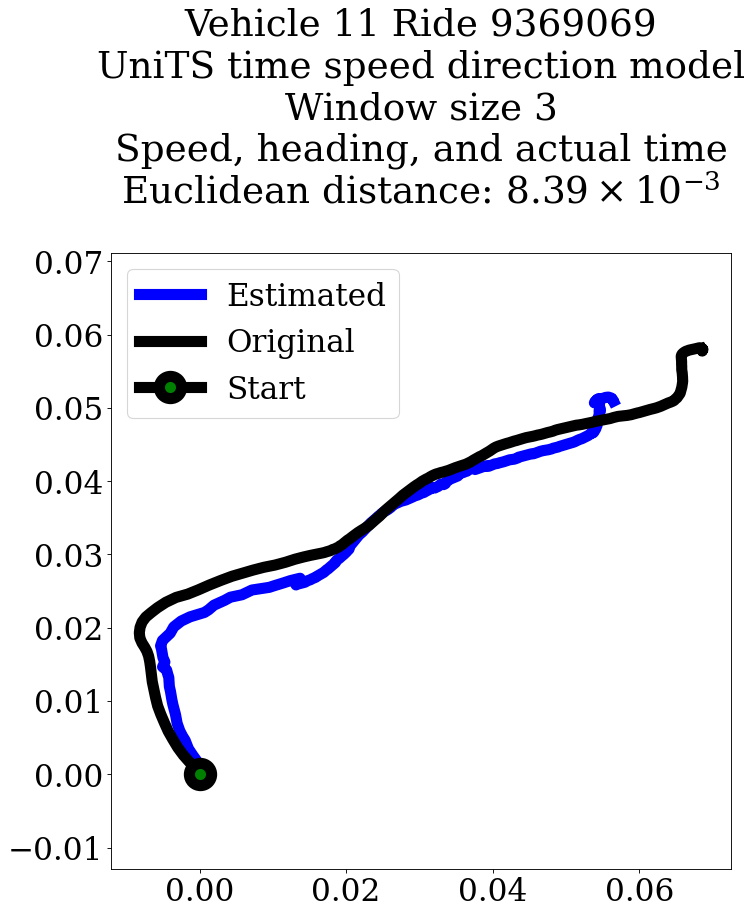 Vehicle 11 Ride 9369069
UniTS time speed direction model
Window size 3
Speed, heading, and actual time
Euclidean distance: 8.39 × 10⁻³
0.07
Estimated
0.06
Original
Start
0.05
0.04
0.03
0.02
0.01
0.00
−0.01
0.00 0.02 0.04 0.06